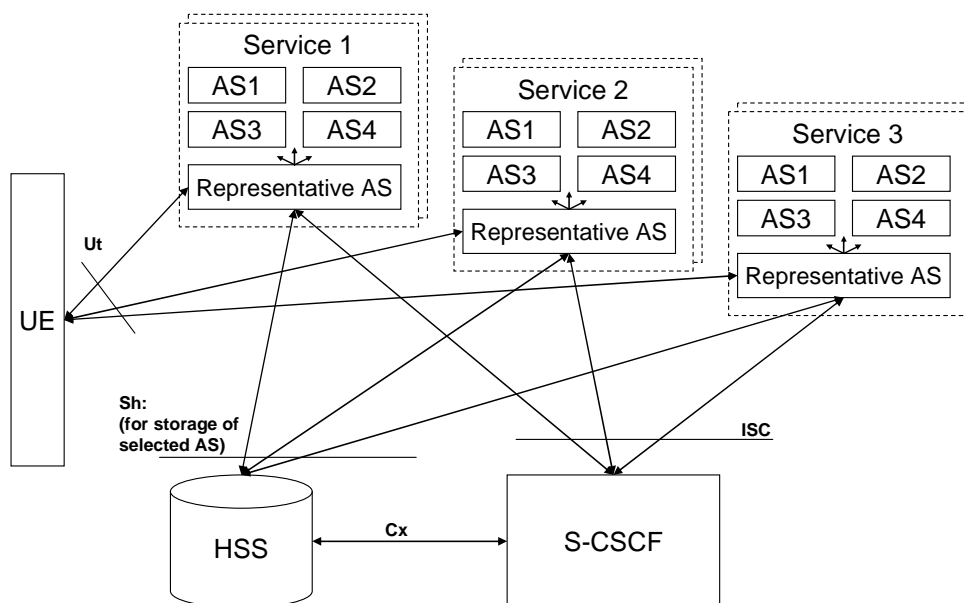 Service 1
AS1
AS2
AS3
AS4
Representative AS
Service 2
AS1
AS2
AS3
AS4
Representative AS
Service 3
AS1
AS2
AS3
AS4
Representative AS
Ut
UE
Sh:
(for storage of
selected AS)
ISC
HSS
Cx
S-CSCF